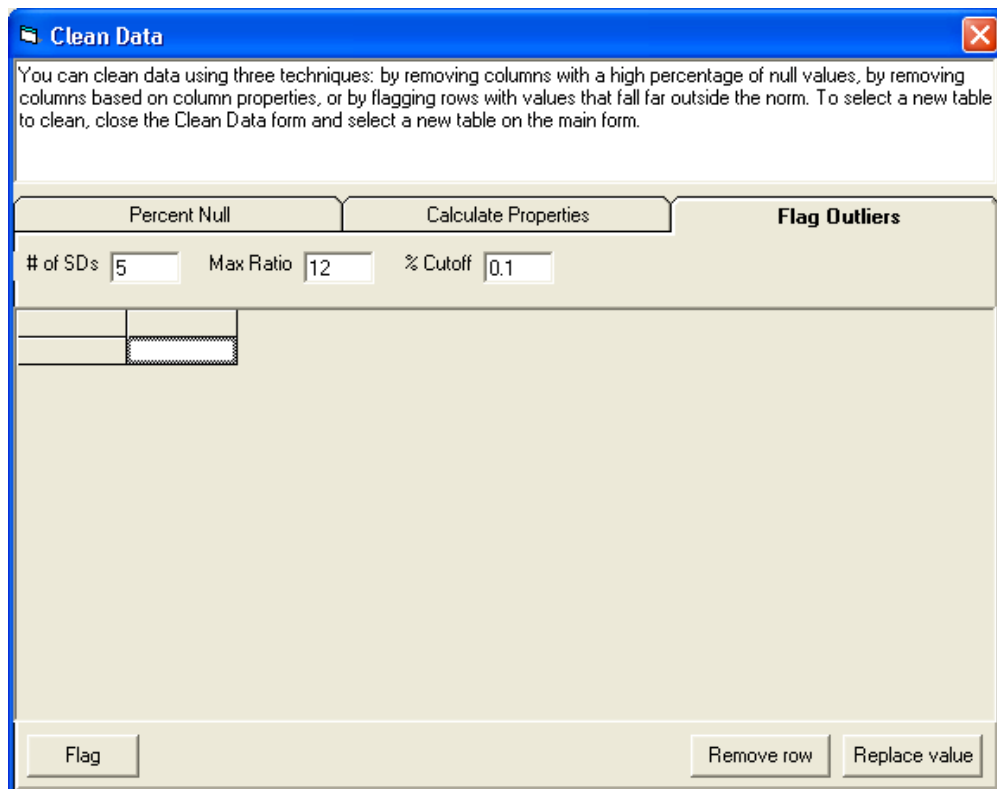 Clean Data
You can clean data using three techniques: by removing columns with a high percentage of null values, by removing
columns based on column properties, or by flagging rows with values that fall far outside the norm. To select a new table
to clean, close the Clean Data form and select a new table on the main form.
Percent Null Calculate Properties Flag Outliers
# of SDs 5 Max Ratio 12 % Cutoff 0.1
Flag Remove row Replace value